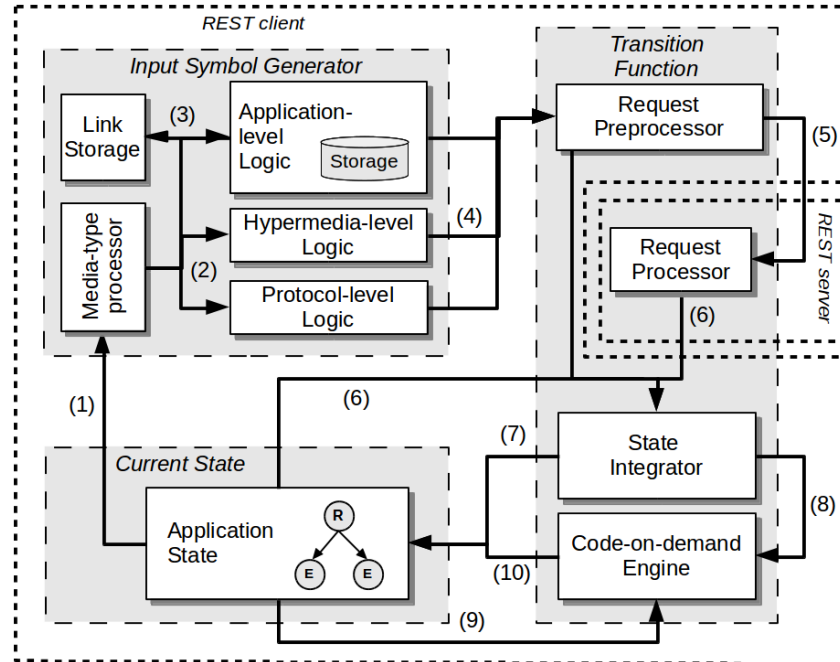 REST client
Input Symbol Generator
Link
Storage
(3)
Application-
level
Logic
Storage
Media-type
processor
(2)
Hypermedia-level
Logic
(4)
Protocol-level
Logic
Transition
Function
Request
Preprocessor
(5)
REST server
Request
Processor
(6)
(1)
(6)
Current State
Application
State
R
E
E
(7)
State
Integrator
(8)
Code-on-demand
Engine
(10)
(9)